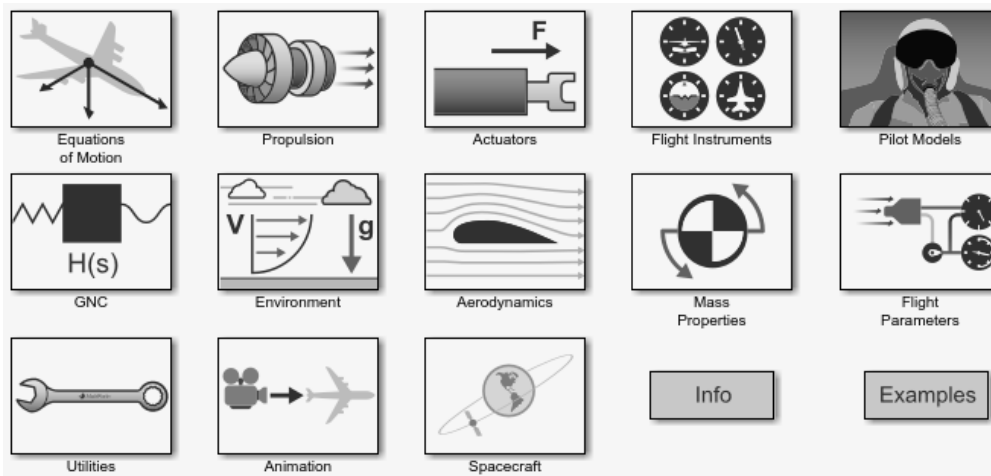 F
Equations
of Motion
Propulsion
Actuators
Flight Instruments
Pilot Models
H(s)
V
g
GNC
Environment
Aerodynamics
Mass
Properties
Flight
Parameters
Info
Examples
Utilities
Animation
Spacecraft